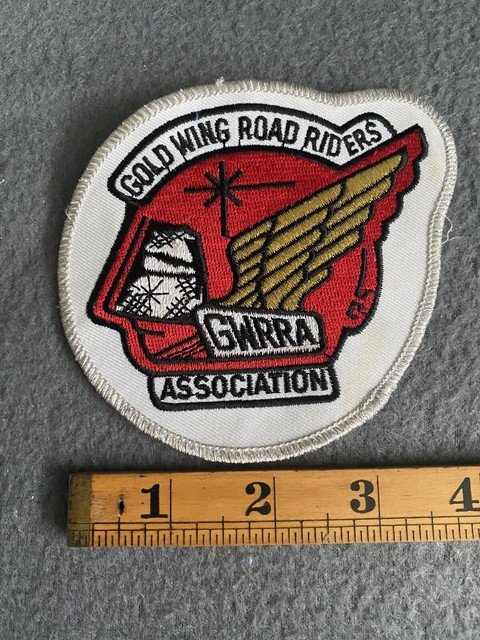 GOLD WING ROAD RIDERS
GWRRA
ASSOCIATION
1 2 3 4